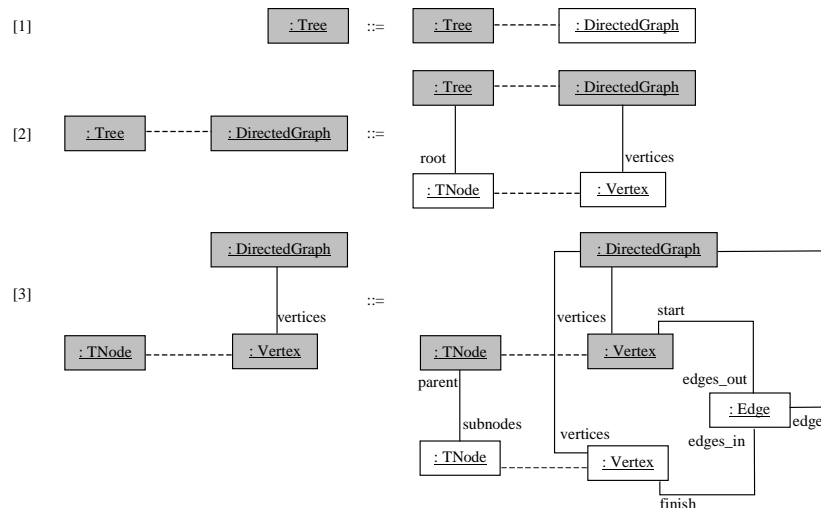 [1] : Tree ::= : Tree : DirectedGraph
: Tree : DirectedGraph
[2] : Tree : DirectedGraph ::=
root vertices
: TNode : Vertex
: DirectedGraph : DirectedGraph
[3] ::=
vertices vertices start
: TNode : Vertex : TNode : Vertex
parent edges_out
: Edge
subnodes vertices edges_in edge
: TNode : Vertex
finish